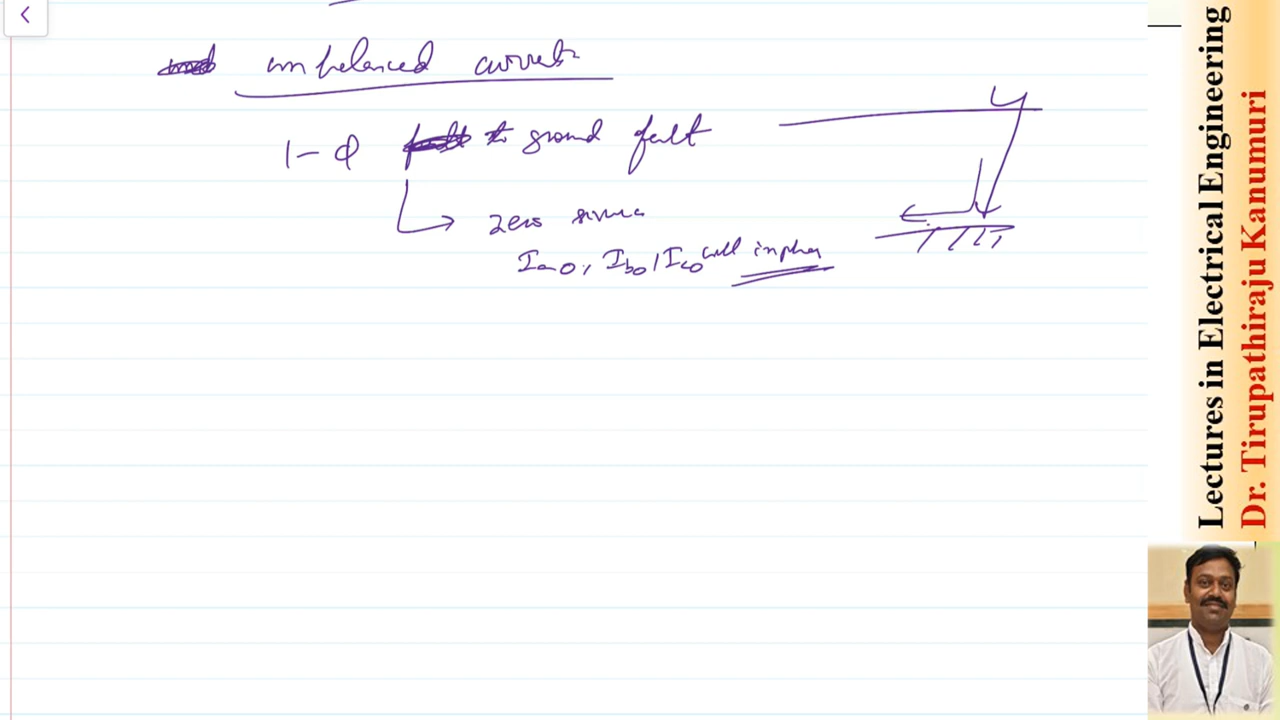 unbalanced currents
1-φ to ground fault
zero
Ia0, Ib0, Ic0 will in phase
Lectures in Electrical Engineering
Dr. Tirupathiraju Kanumuri